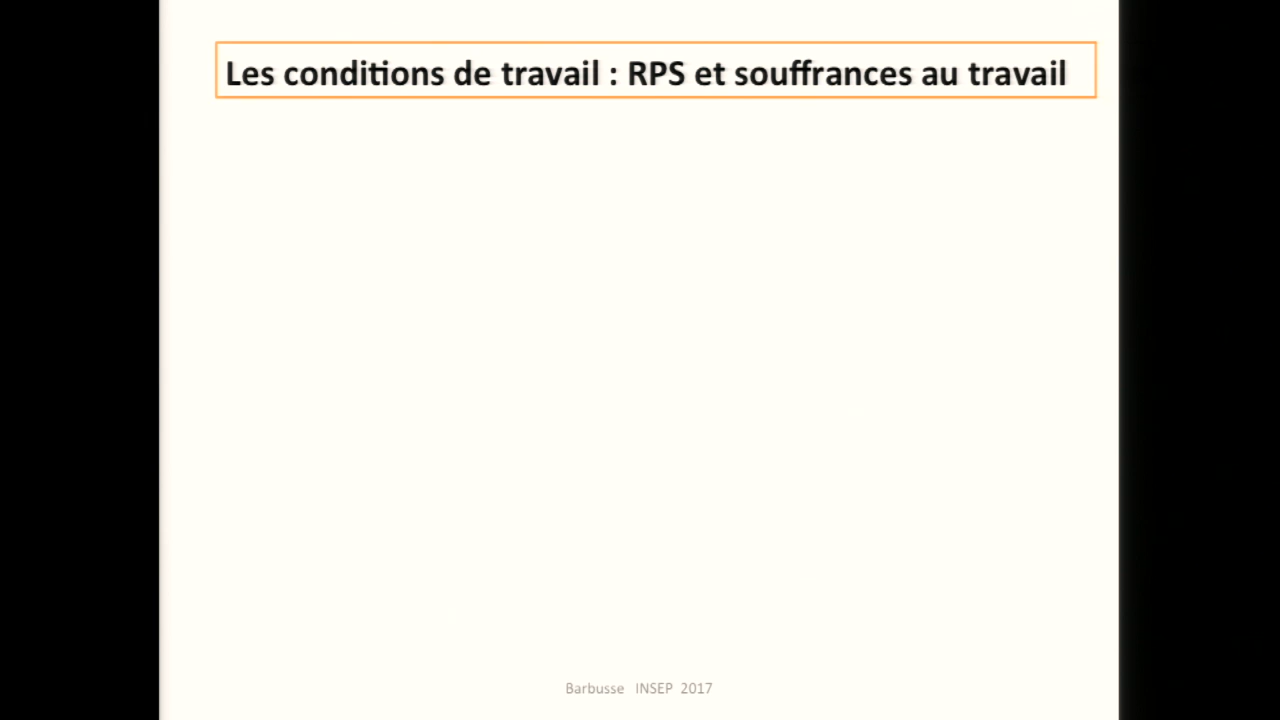 Les conditions de travail : RPS et souffrances au travail
Barbusse INSEP 2017